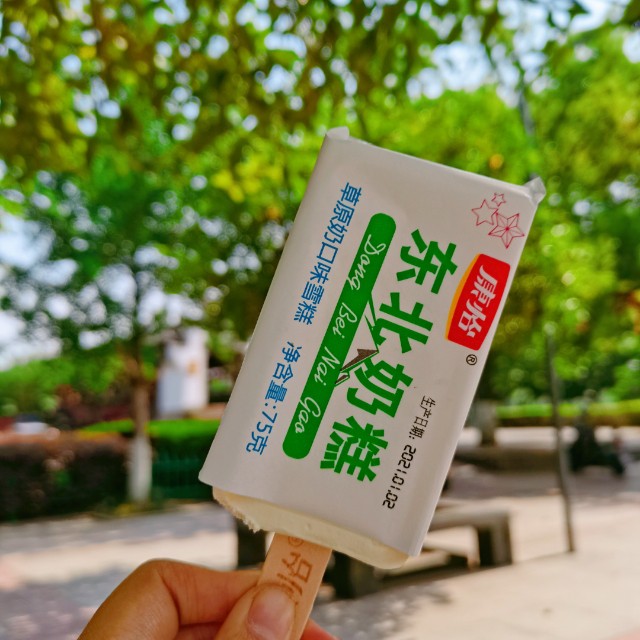 康怡®
东北奶糕
Dong Bei Nai Gao
草原奶口味雪糕 净含量:75克
生产日期: 2021.01.02